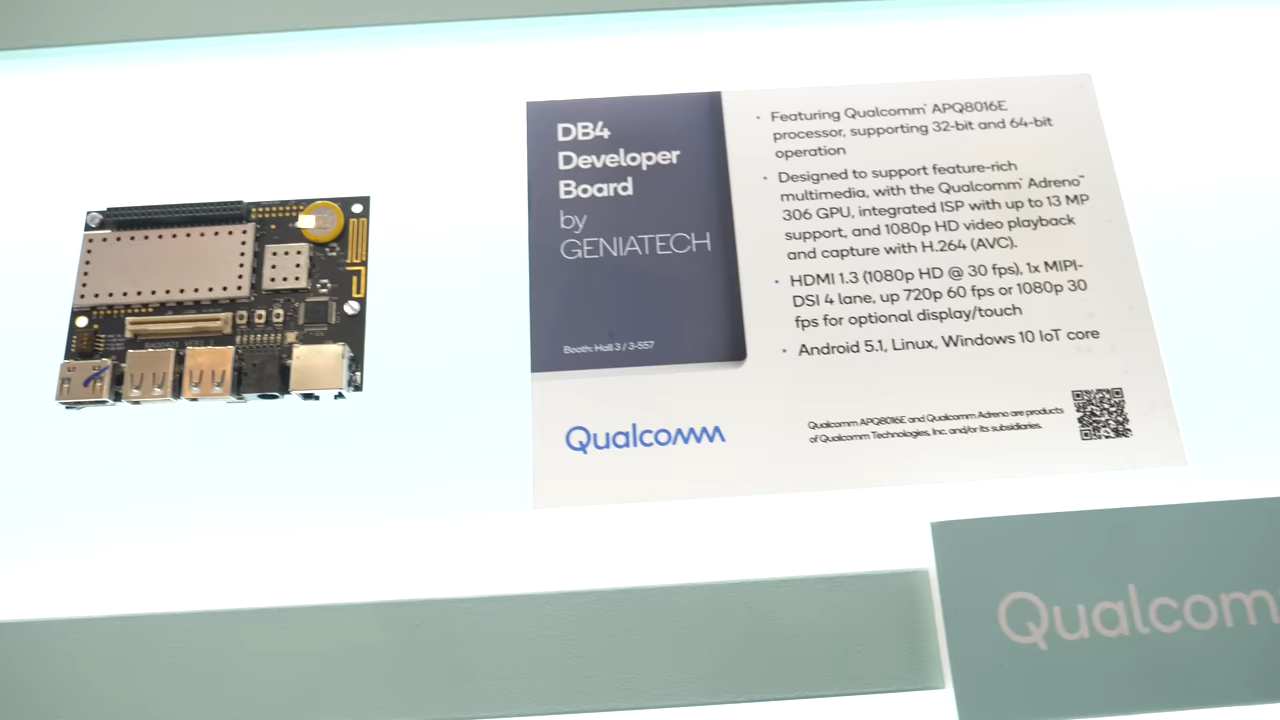 DB4
Developer
Board
by
GENIATECH
Booth: Hall 3 / 3-557
• Featuring Qualcomm® APQ8016E
processor, supporting 32-bit and 64-bit
operation
• Designed to support feature-rich
multimedia, with the Qualcomm® Adreno™
306 GPU, integrated ISP with up to 13 MP
support, and 1080p HD video playback
and capture with H.264 (AVC).
• HDMI 1.3 (1080p HD @ 30 fps), 1x MIPI-
DSI 4 lane, up 720p 60 fps or 1080p 30
fps for optional display/touch
• Android 5.1, Linux, Windows 10 IoT core
Qualcomm
Qualcomm APQ8016E and Qualcomm Adreno are products
of Qualcomm Technologies, Inc. and/or its subsidiaries.
Qualcom